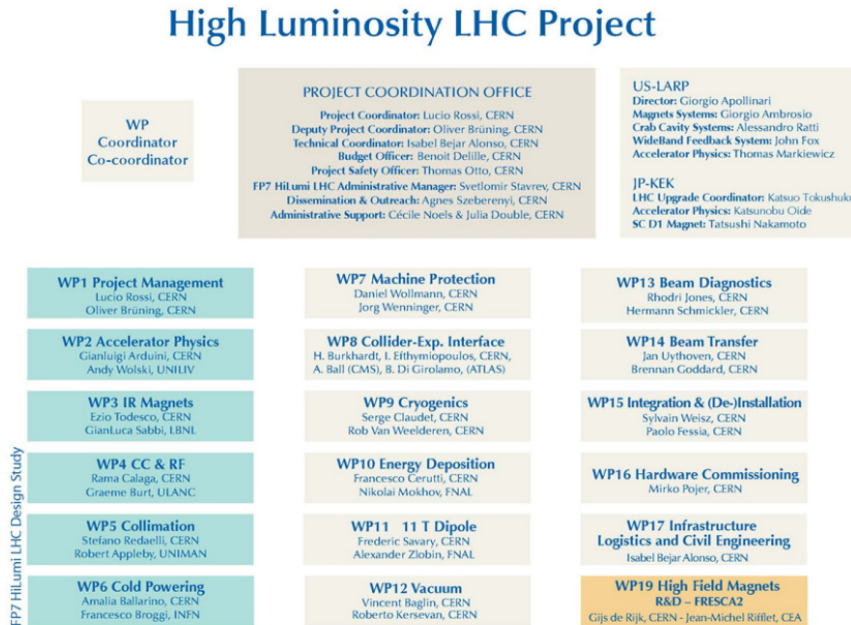 High Luminosity LHC Project
WP
Coordinator
Co-coordinator
PROJECT COORDINATION OFFICE
Project Coordinator: Lucio Rossi, CERN
Deputy Project Coordinator: Oliver Brüning, CERN
Technical Coordinator: Isabel Bejar Alonso, CERN
Budget Officer: Benoit Delille, CERN
Project Safety Officer: Thomas Otto, CERN
FP7 HiLumi LHC Administrative Manager: Svetlomir Stavrev, CERN
Dissemination & Outreach: Agnes Szeberenyi, CERN
Administrative Support: Cécile Noels & Julia Double, CERN
US-LARP
Director: Giorgio Apollinari
Magnets Systems: Giorgio Ambrosio
Crab Cavity Systems: Alessandro Ratti
WideBand Feedback System: John Fox
Accelerator Physics: Thomas Markiewicz
JP-KEK
LHC Upgrade Coordinator: Katsuo Tokushuku
Accelerator Physics: Katsunobu Oide
SC D1 Magnet: Tatsushi Nakamoto
FP7 HiLumi LHC Design Study
WP1 Project Management
Lucio Rossi, CERN
Oliver Brüning, CERN
WP2 Accelerator Physics
Gianluigi Arduini, CERN
Andy Wolski, UNILIV
WP3 IR Magnets
Ezio Todesco, CERN
GianLuca Sabbi, LBNL
WP4 CC & RF
Rama Calaga, CERN
Graeme Burt, ULANC
WP5 Collimation
Stefano Redaelli, CERN
Robert Appleby, UNIMAN
WP6 Cold Powering
Amalia Ballarino, CERN
Francesco Broggi, INFN
WP7 Machine Protection
Daniel Wollmann, CERN
Jorg Wenninger, CERN
WP8 Collider-Exp. Interface
H. Burkhardt, I. Efthymiopoulos, CERN,
A. Ball (CMS), B. Di Girolamo, (ATLAS)
WP9 Cryogenics
Serge Claudet, CERN
Rob Van Weelderen, CERN
WP10 Energy Deposition
Francesco Cerutti, CERN
Nikolai Mokhov, FNAL
WP11 11 T Dipole
Frederic Savary, CERN
Alexander Zlobin, FNAL
WP12 Vacuum
Vincent Baglin, CERN
Roberto Kersevan, CERN
WP13 Beam Diagnostics
Rhodri Jones, CERN
Hermann Schmickler, CERN
WP14 Beam Transfer
Jan Uythoven, CERN
Brennan Goddard, CERN
WP15 Integration & (De-)Installation
Sylvain Weisz, CERN
Paolo Fessia, CERN
WP16 Hardware Commissioning
Mirko Pojer, CERN
WP17 Infrastructure
Logistics and Civil Engineering
Isabel Bejar Alonso, CERN
WP19 High Field Magnets
R&D – FRESCA2
Gijs de Rijk, CERN - Jean-Michel Rifflet, CEA